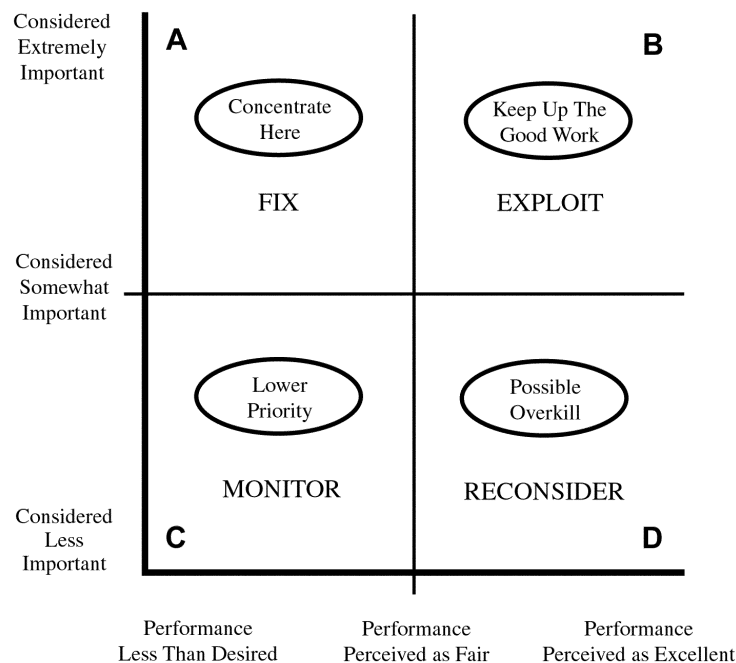 Considered
Extremely
Important
A
B
Concentrate
Here
Keep Up The
Good Work
FIX
EXPLOIT
Considered
Somewhat
Important
Lower
Priority
Possible
Overkill
MONITOR
RECONSIDER
Considered
Less
Important
C
D
Performance
Less Than Desired
Performance
Perceived as Fair
Performance
Perceived as Excellent